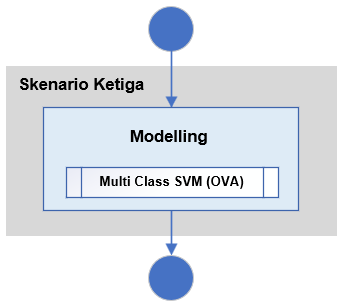 Skenario Ketiga
Modelling
Multi Class SVM (OVA)